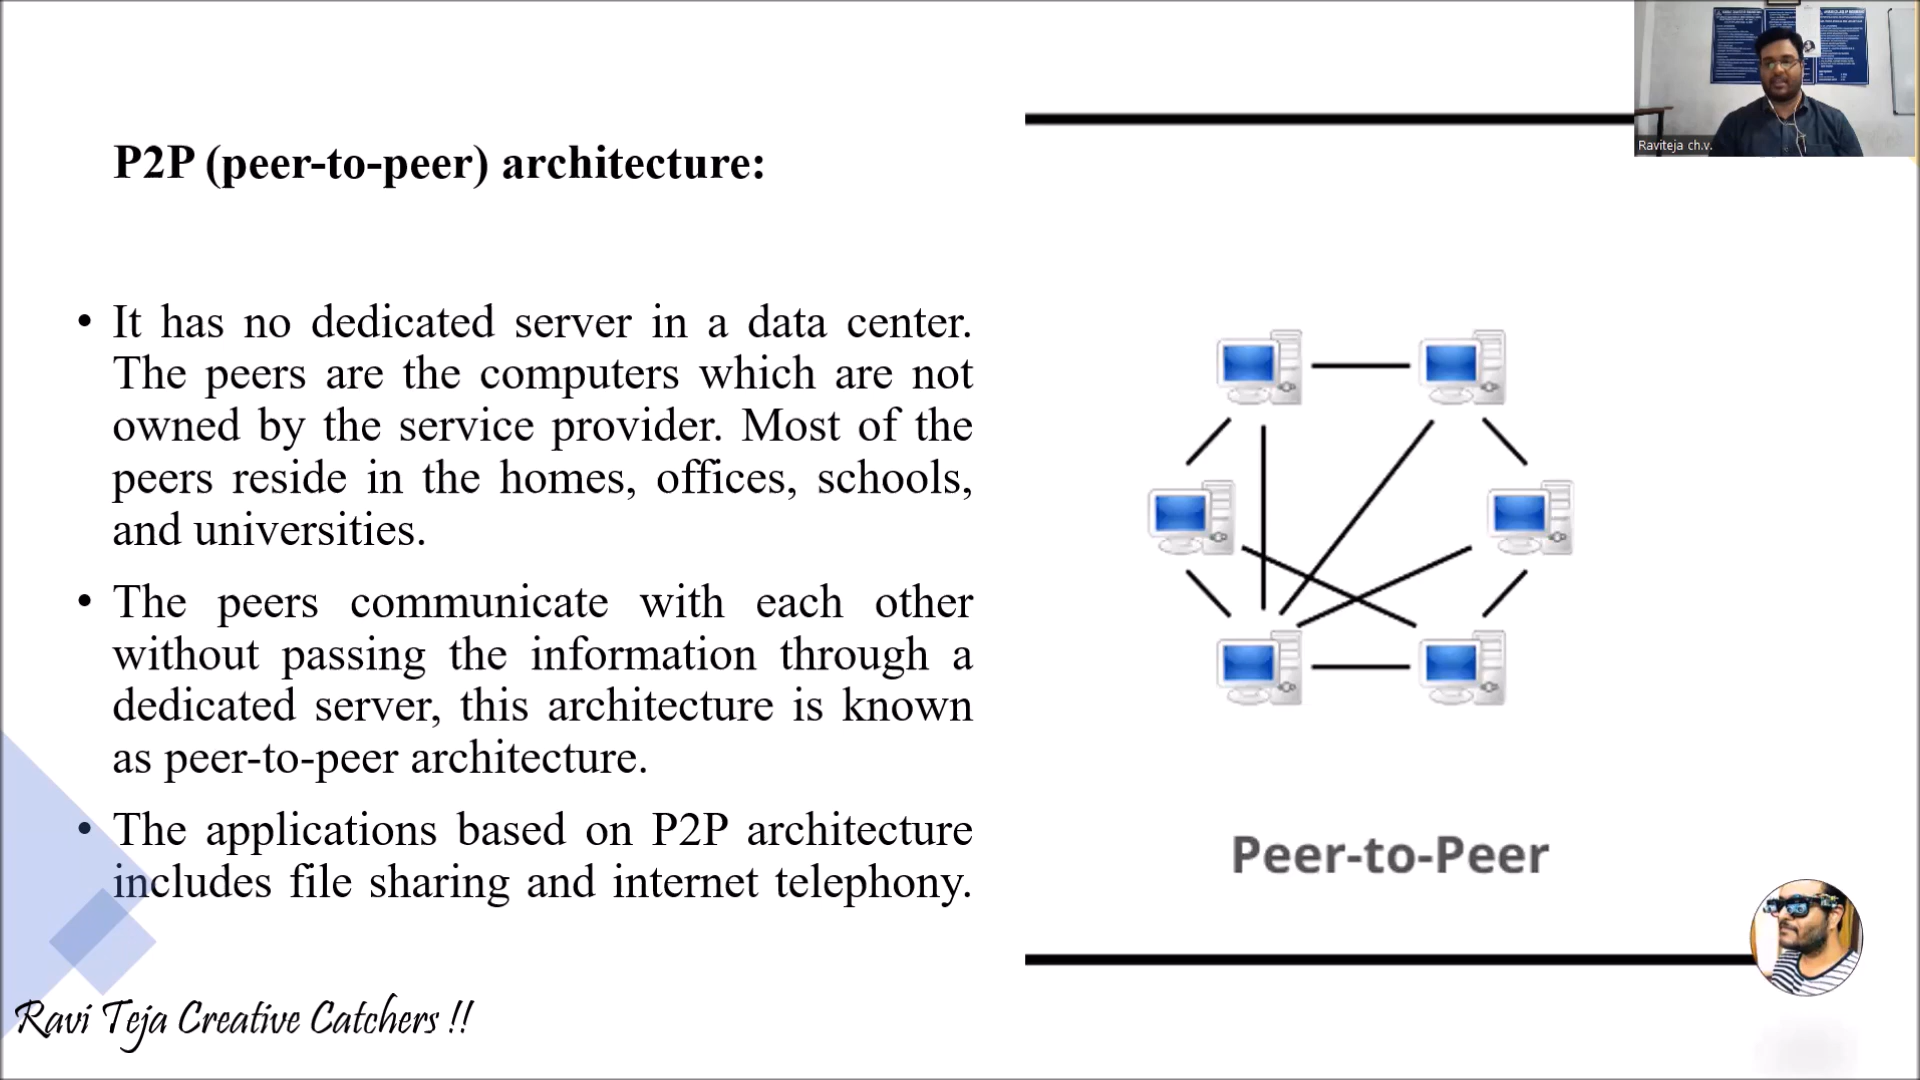 P2P (peer-to-peer) architecture:
• It has no dedicated server in a data center.
The peers are the computers which are not
owned by the service provider. Most of the
peers reside in the homes, offices, schools,
and universities.
• The peers communicate with each other
without passing the information through a
dedicated server, this architecture is known
as peer-to-peer architecture.
• The applications based on P2P architecture
includes file sharing and internet telephony.
Raviteja ch.v.
Peer-to-Peer
Ravi Teja Creative Catchers !!